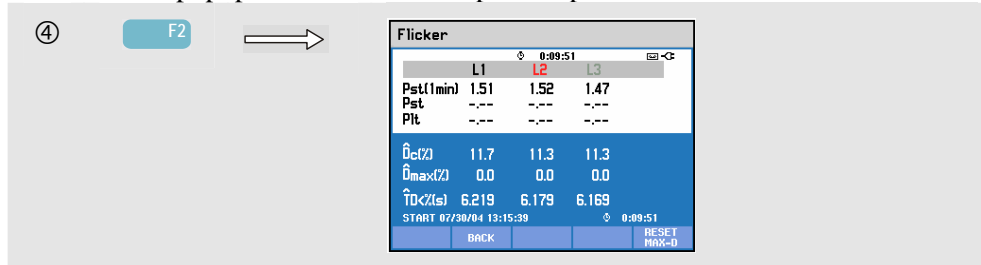 ④ F2
Flicker
0:09:51
L1 L2 L3
Pst(1min) 1.51 1.52 1.47
Pst -.-- -.-- -.--
Plt -.-- -.-- -.--
D̂c(%) 11.7 11.3 11.3
D̂max(%) 0.0 0.0 0.0
T̂D<%(s) 6.219 6.179 6.169
START 07/30/04 13:15:39 0:09:51
BACK RESET
MAX-D